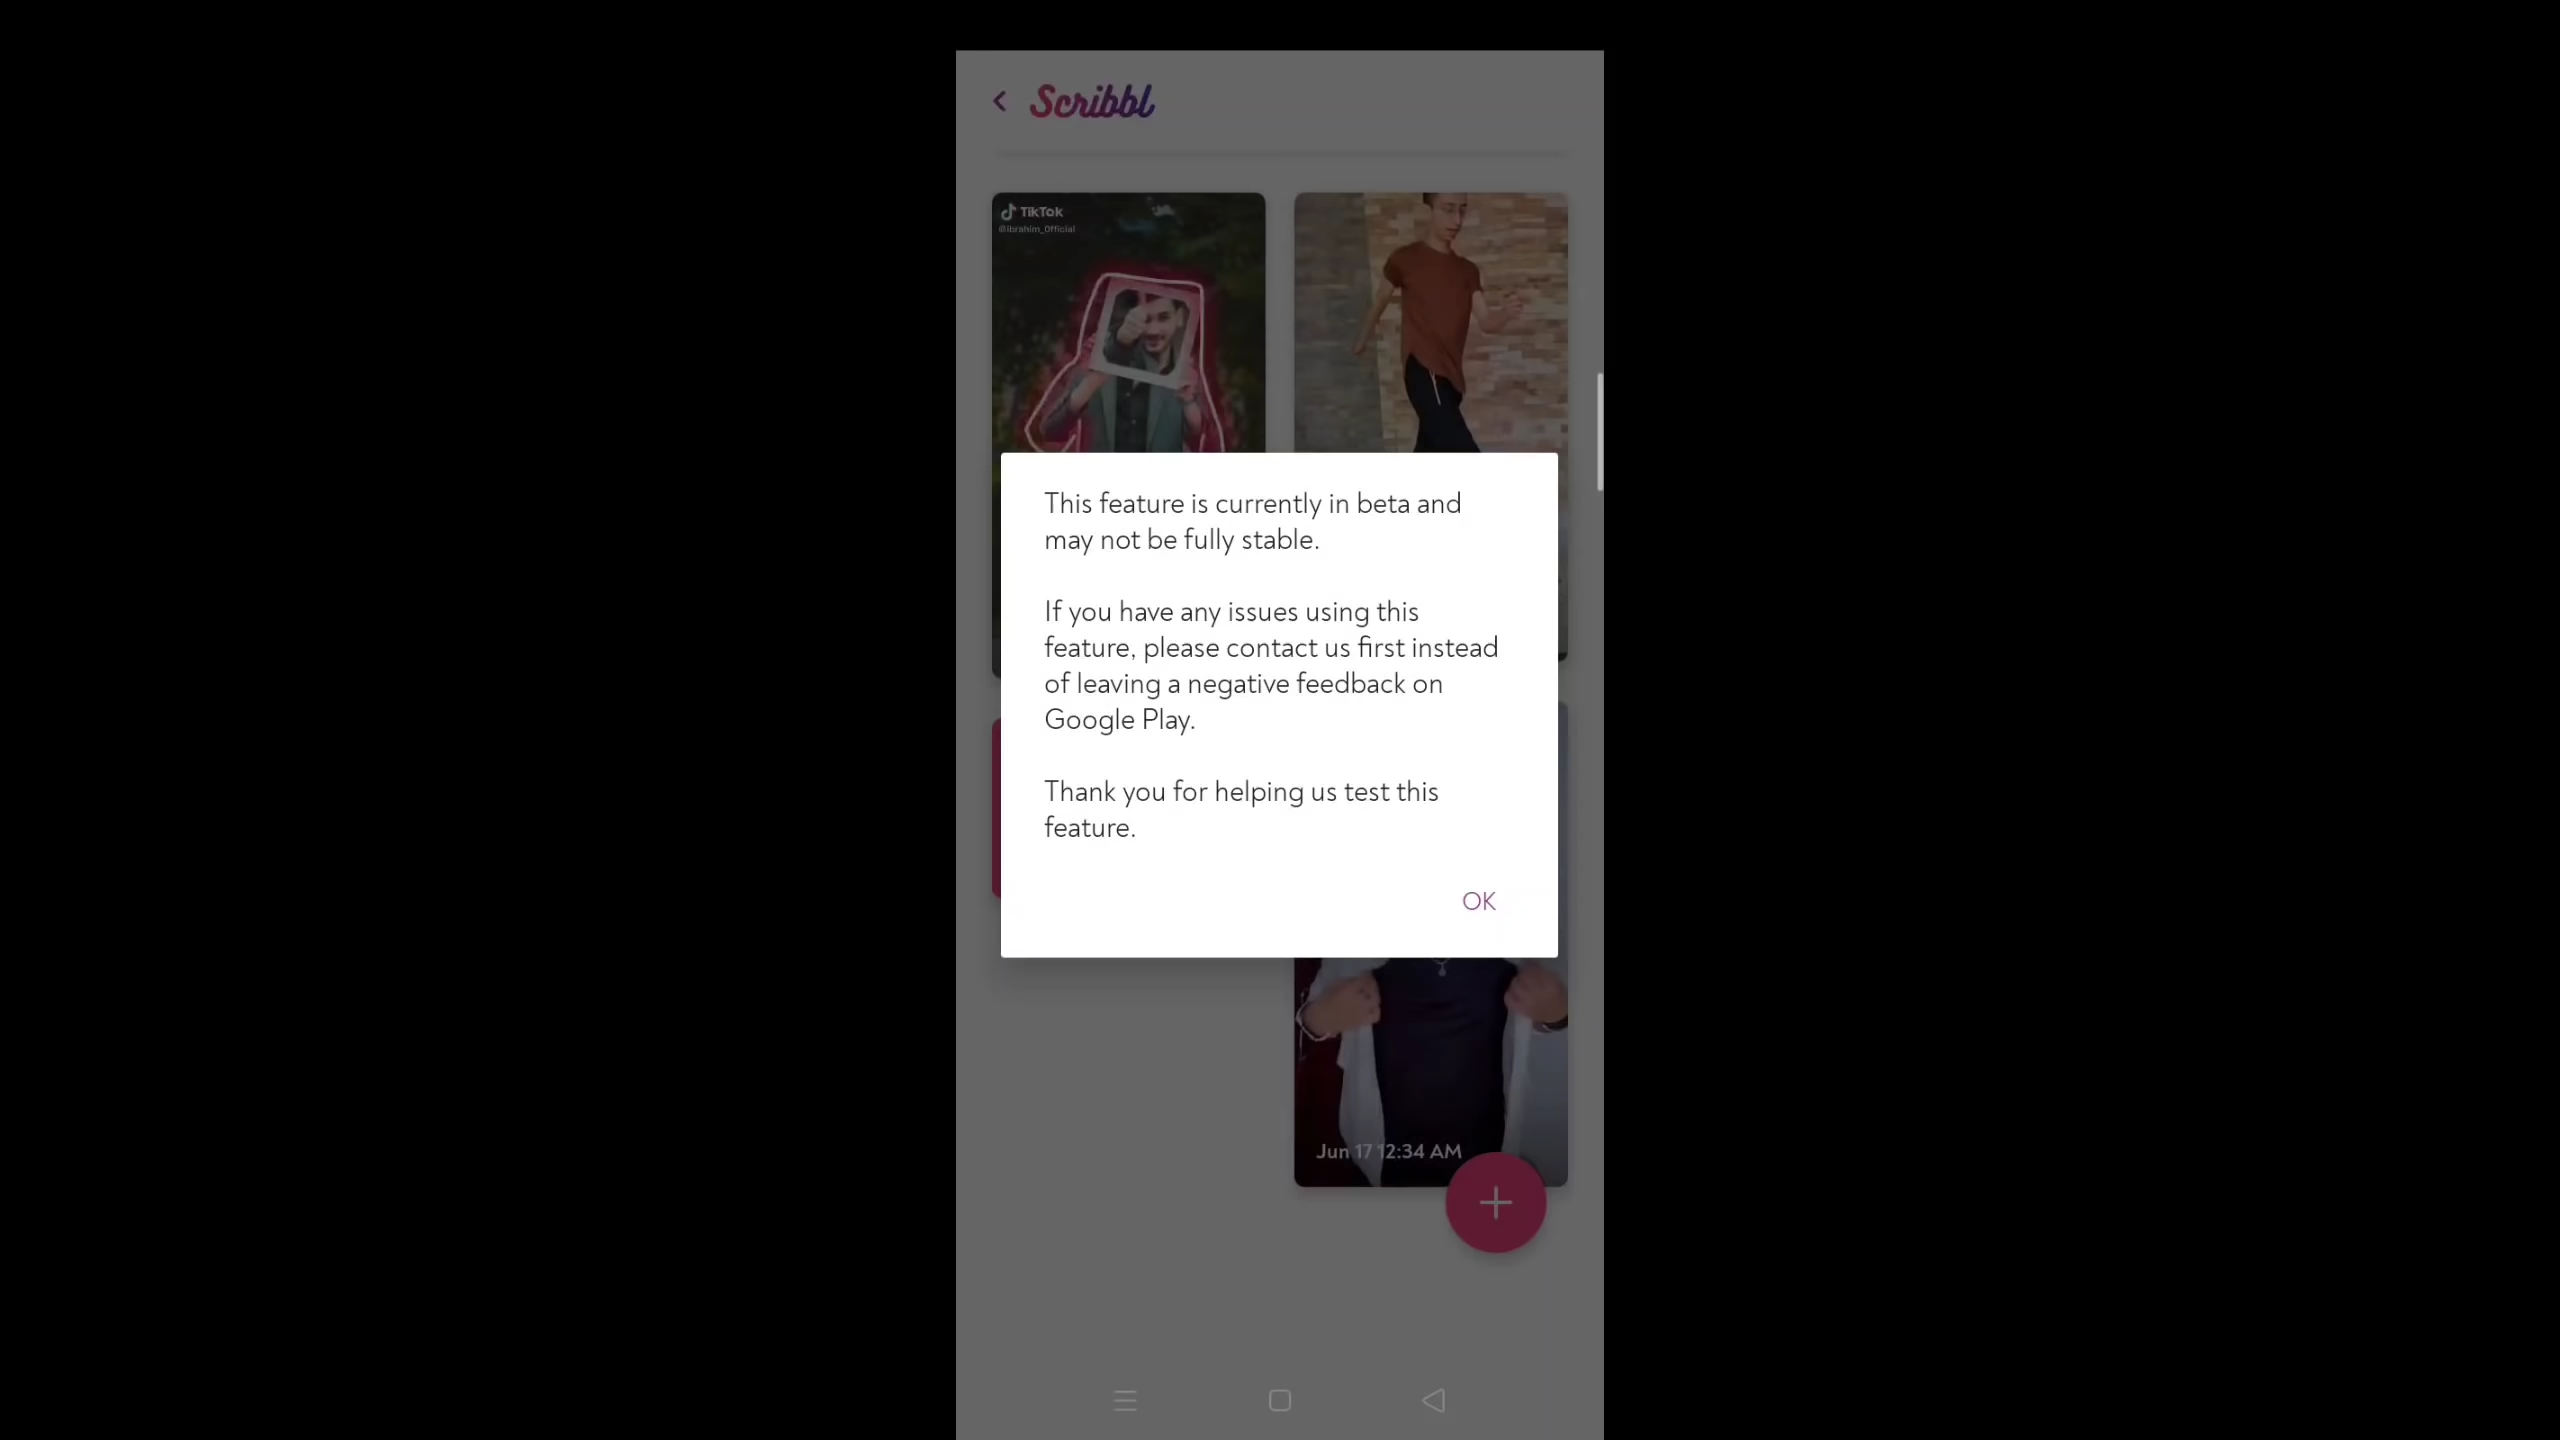 Scribbl
TikTok
@ibrahim_Official
This feature is currently in beta and
may not be fully stable.
If you have any issues using this
feature, please contact us first instead
of leaving a negative feedback on
Google Play.
Thank you for helping us test this
feature.
OK
Jun 17 12:34 AM